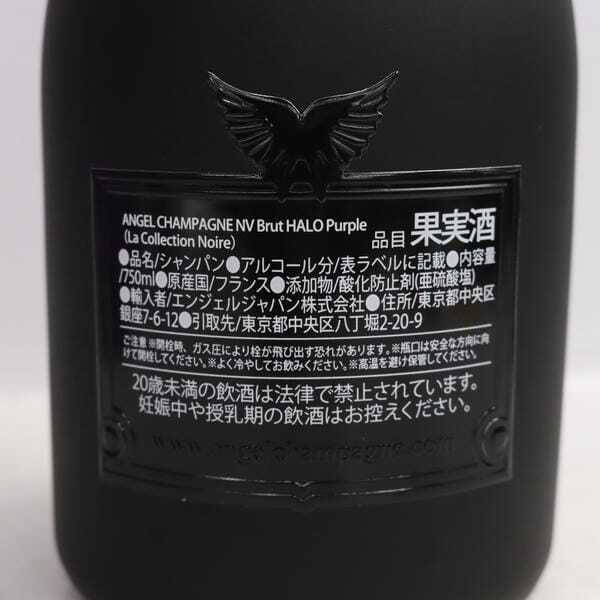 ANGEL CHAMPAGNE NV Brut HALO Purple
(La Collection Noire)
品目 果実酒
●品名/シャンパン●アルコール分/表ラベルに記載●内容量
/750ml●原産国/フランス●添加物/酸化防止剤(亜硫酸塩)
●輸入者/エンジェルジャパン株式会社●住所/東京都中央区
銀座7-6-12●引取先/東京都中央区八丁堀2-20-9
ご注意 ※開栓時、ガス圧により栓が飛び出す恐れがあります。※瓶口は安全な方向に向
けて開栓してください。※よく冷やしてお飲みください。※高温を避け保管してください。
20歳未満の飲酒は法律で禁止されています。
妊娠中や授乳期の飲酒はお控えください。
www.angelchampagne.com